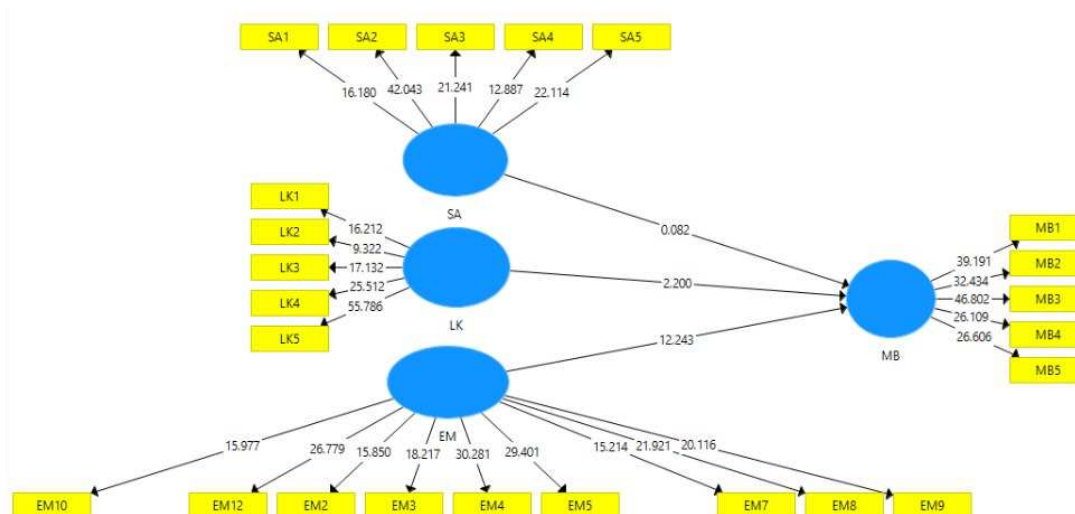 SA1 SA2 SA3 SA4 SA5
16.180 42.043 21.241 12.887 22.114
SA
LK1
LK2
LK3
LK4
LK5
16.212
9.322
17.132
25.512
55.786
LK
0.082
2.200
12.243
MB1
MB2
MB3
MB4
MB5
39.191
32.434
46.802
26.109
26.606
MB
EM
15.977 26.779 15.850 18.217 30.281 29.401 15.214 21.921 20.116
EM10 EM12 EM2 EM3 EM4 EM5 EM7 EM8 EM9